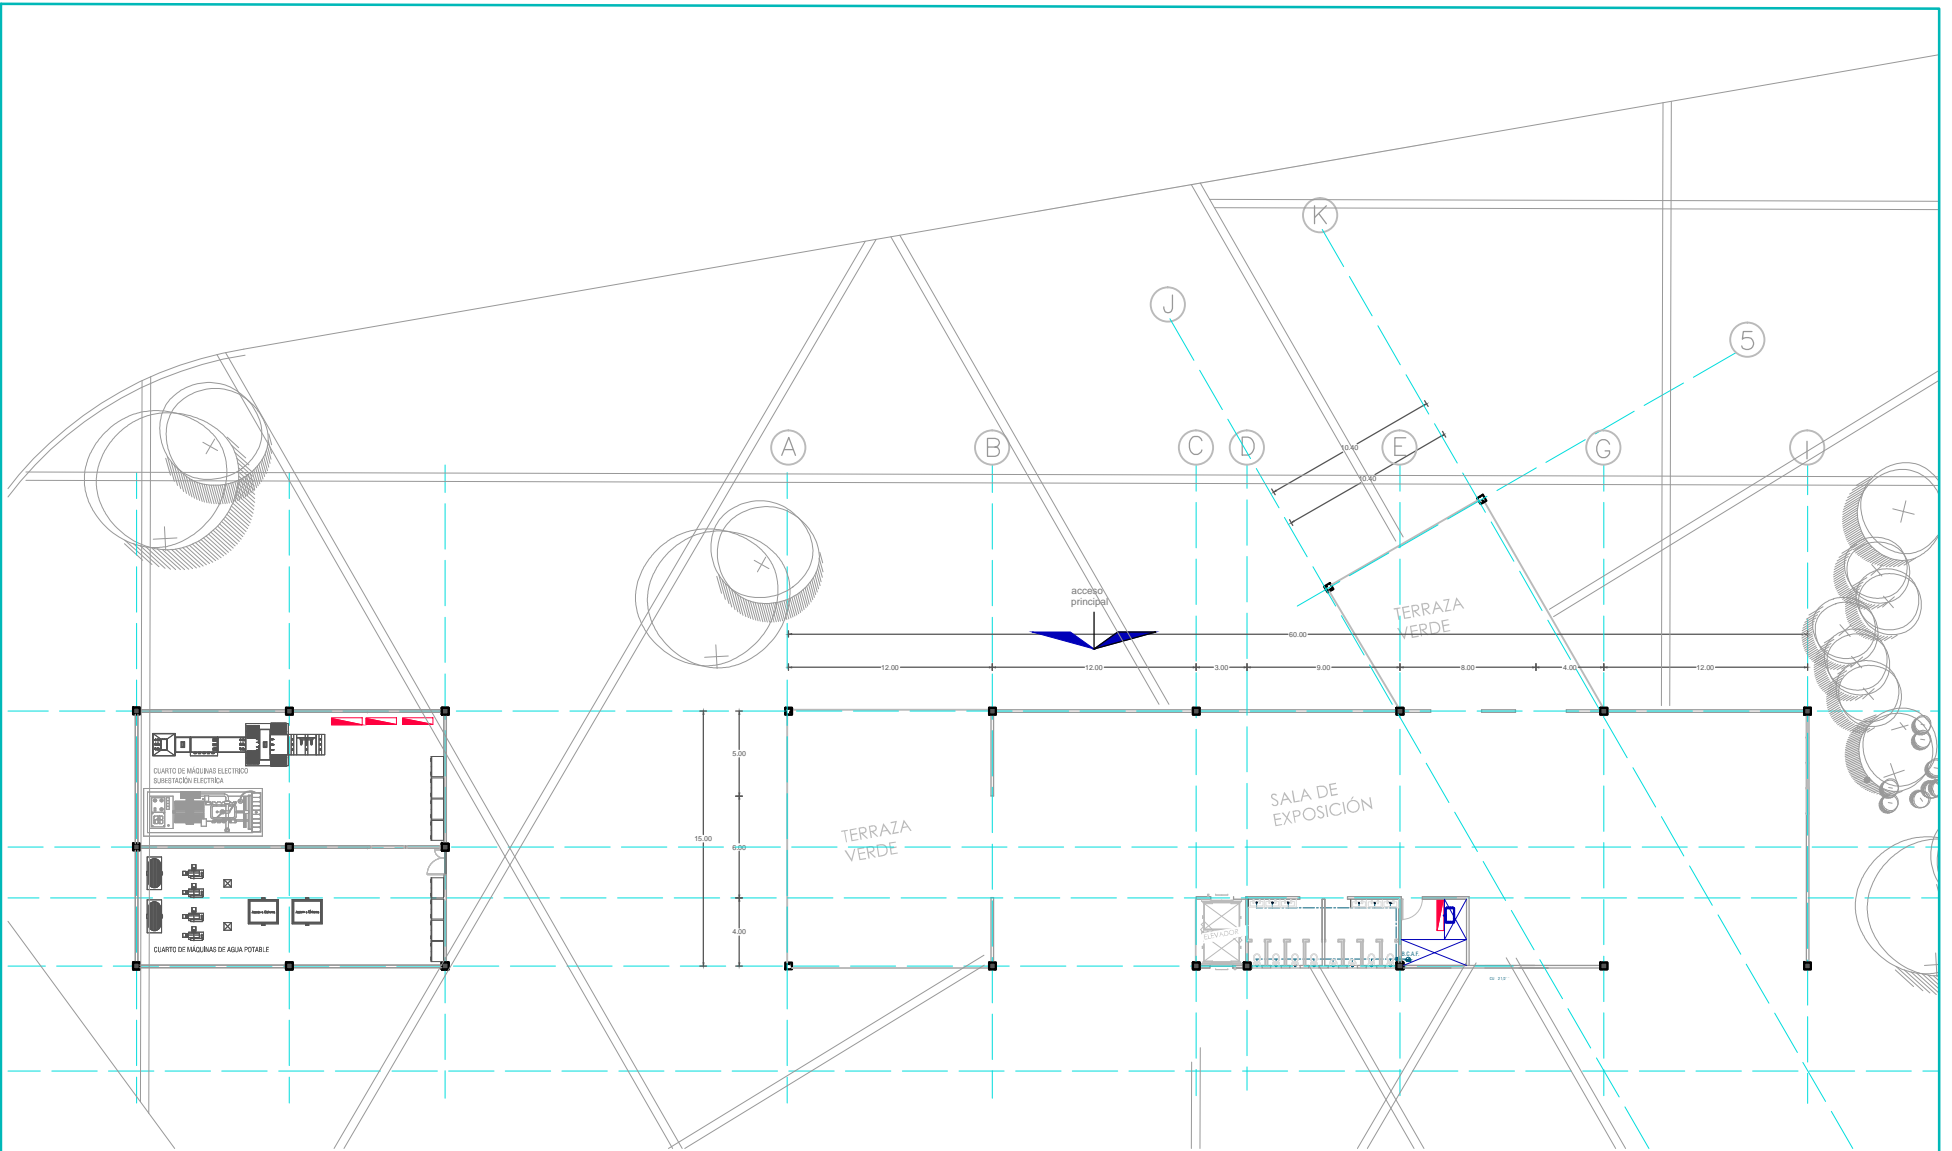 K
J
5
A
B
C
D
E
G
I
10.40
10.40
acceso
principal
TERRAZA
VERDE
60.00
12.00
12.00
3.00
9.00
8.00
4.00
12.00
CUARTO DE MÁQUINAS ELECTRICO
SUBESTACIÓN ELECTRICA
5.00
15.00
6.00
4.00
TERRAZA
VERDE
SALA DE
EXPOSICIÓN
ELEVADOR
B.C.A.F.
CUARTO DE MÁQUINAS DE AGUA POTABLE